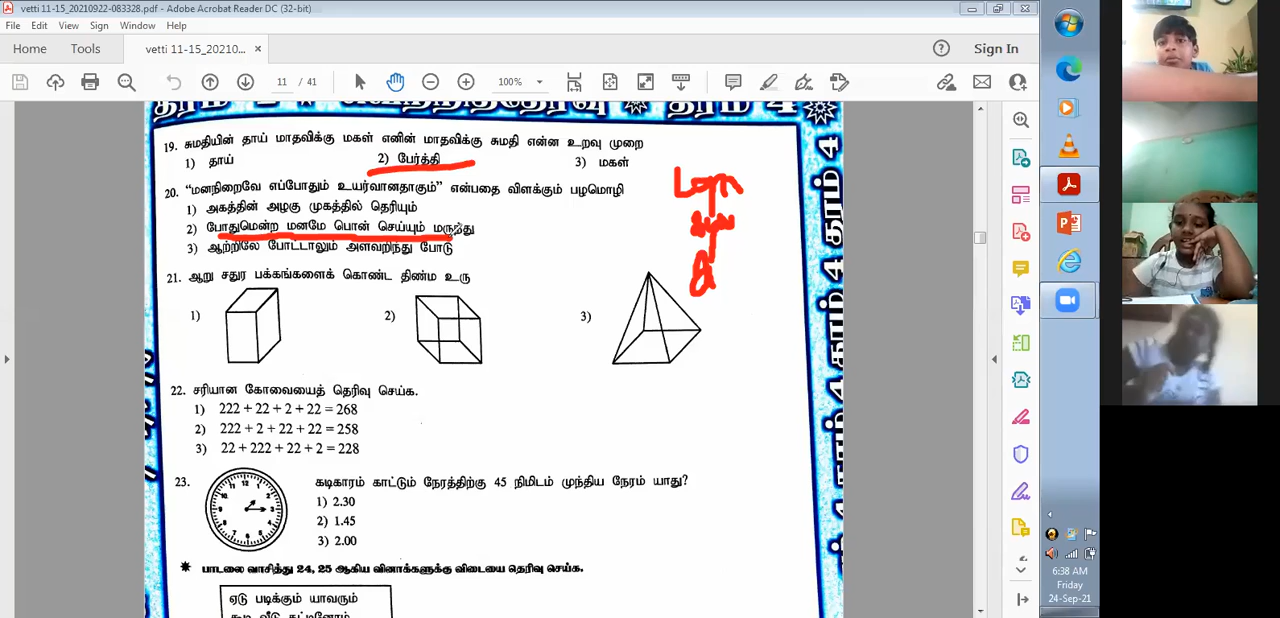 vetti 11-15_20210922-083328.pdf - Adobe Acrobat Reader DC (32-bit)
File Edit View Sign Window Help
Home Tools vetti 11-15_20210... × Sign In
11 / 41 100%
19. சுமதியின் தாய் மாதவிக்கு மகள் எனின் மாதவிக்கு சுமதி என்ன உறவு முறை
1) தாய் 2) பேர்த்தி 3) மகள்
20. “மனநிறைவே எப்போதும் உயர்வானதாகும்” என்பதை விளக்கும் பழமொழி
1) அகத்தின் அழகு முகத்தில் தெரியும்
2) போதுமென்ற மனமே பொன் செய்யும் மருந்து
3) ஆற்றிலே போட்டாலும் அளவறிந்து போடு
21. ஆறு சதுர பக்கங்களைக் கொண்ட திண்ம உரு
1) 2) 3)
22. சரியான கோவையைத் தெரிவு செய்க.
1) 222 + 22 + 2 + 22 = 268
2) 222 + 2 + 22 + 22 = 258
3) 22 + 222 + 22 + 2 = 228
23. கடிகாரம் காட்டும் நேரத்திற்கு 45 நிமிடம் முந்திய நேரம் யாது?
1) 2.30
2) 1.45
3) 2.00
* பாடலை வாசித்து 24, 25 ஆகிய வினாக்களுக்கு விடையை தெரிவு செய்க.
ஏடு படிக்கும் யாவரும்
தரம் 4 தரம் 4 தரம் 4
6:38 AM
Friday
24-Sep-21